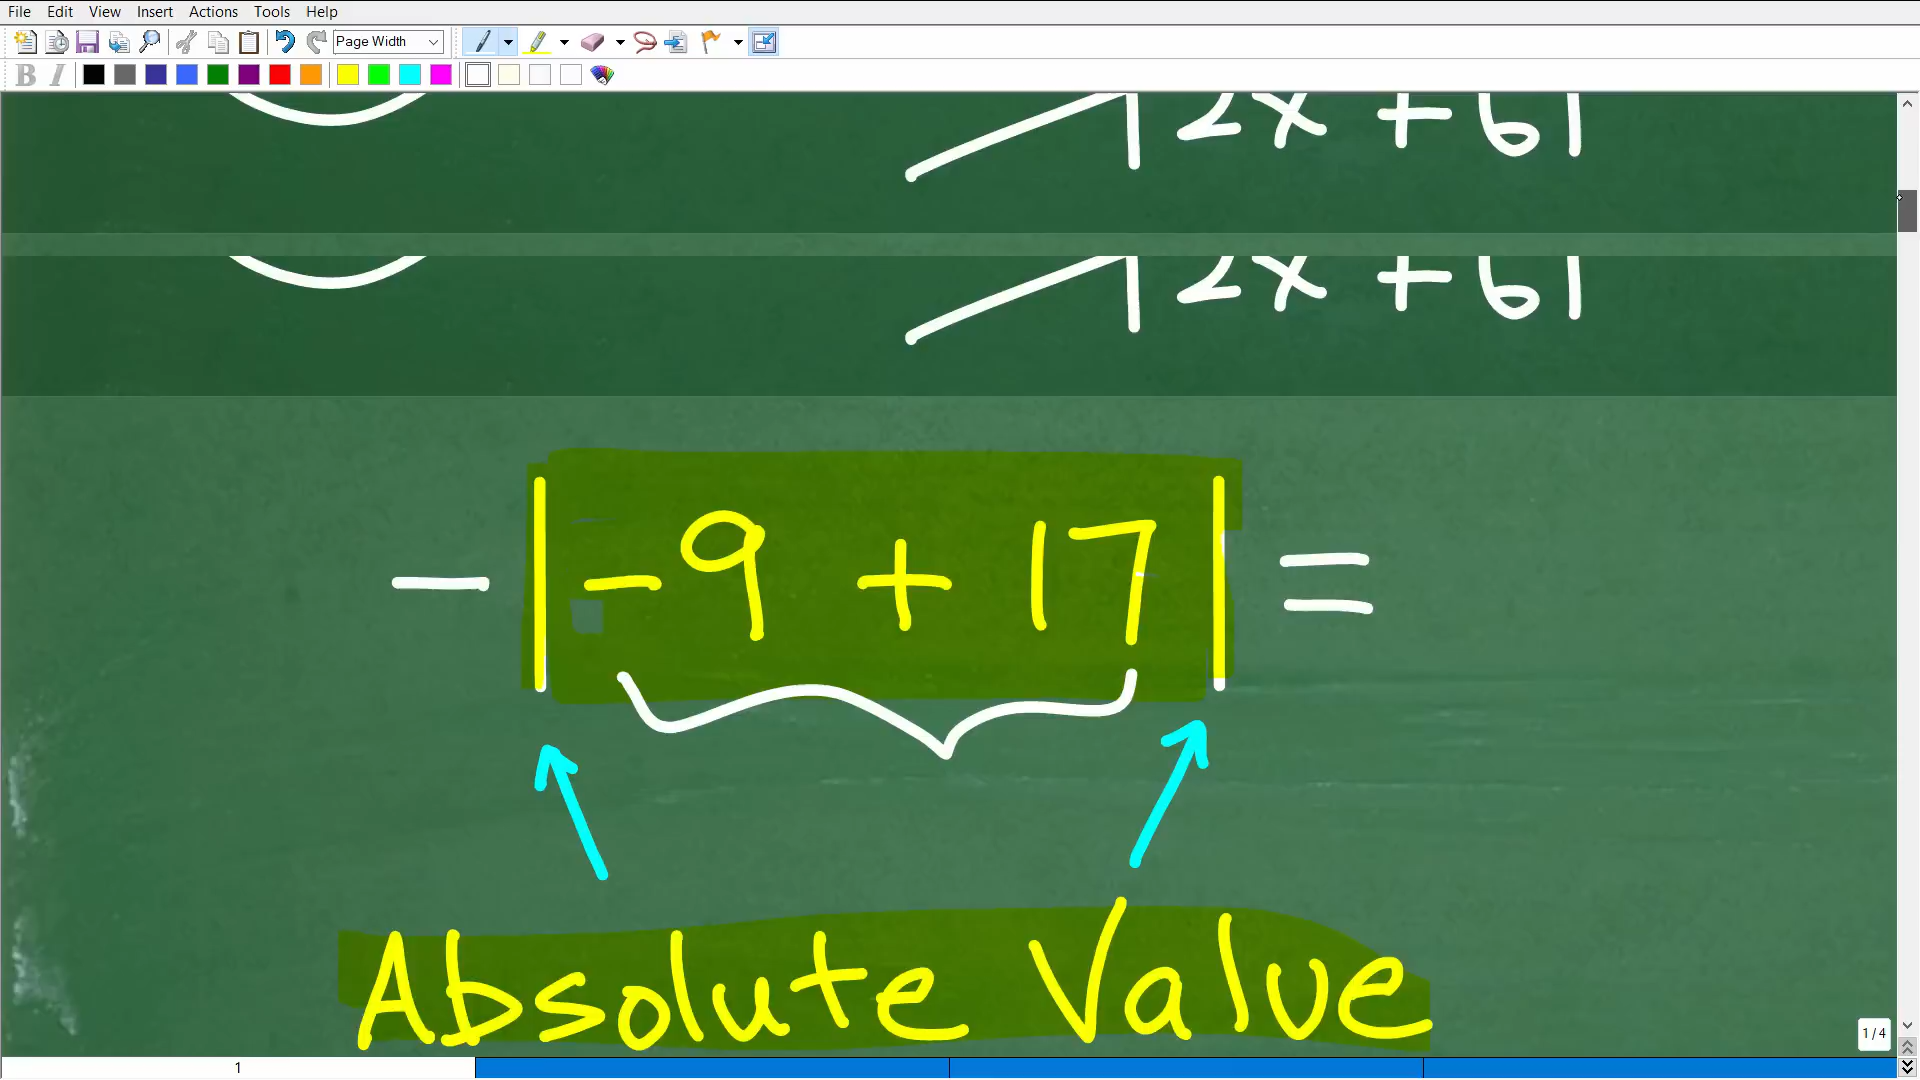 File Edit View Insert Actions Tools Help
Page Width
B I
|2x + 6|
|2x + 6|
- |-9 + 17| =
Absolute Value
1 / 4
1